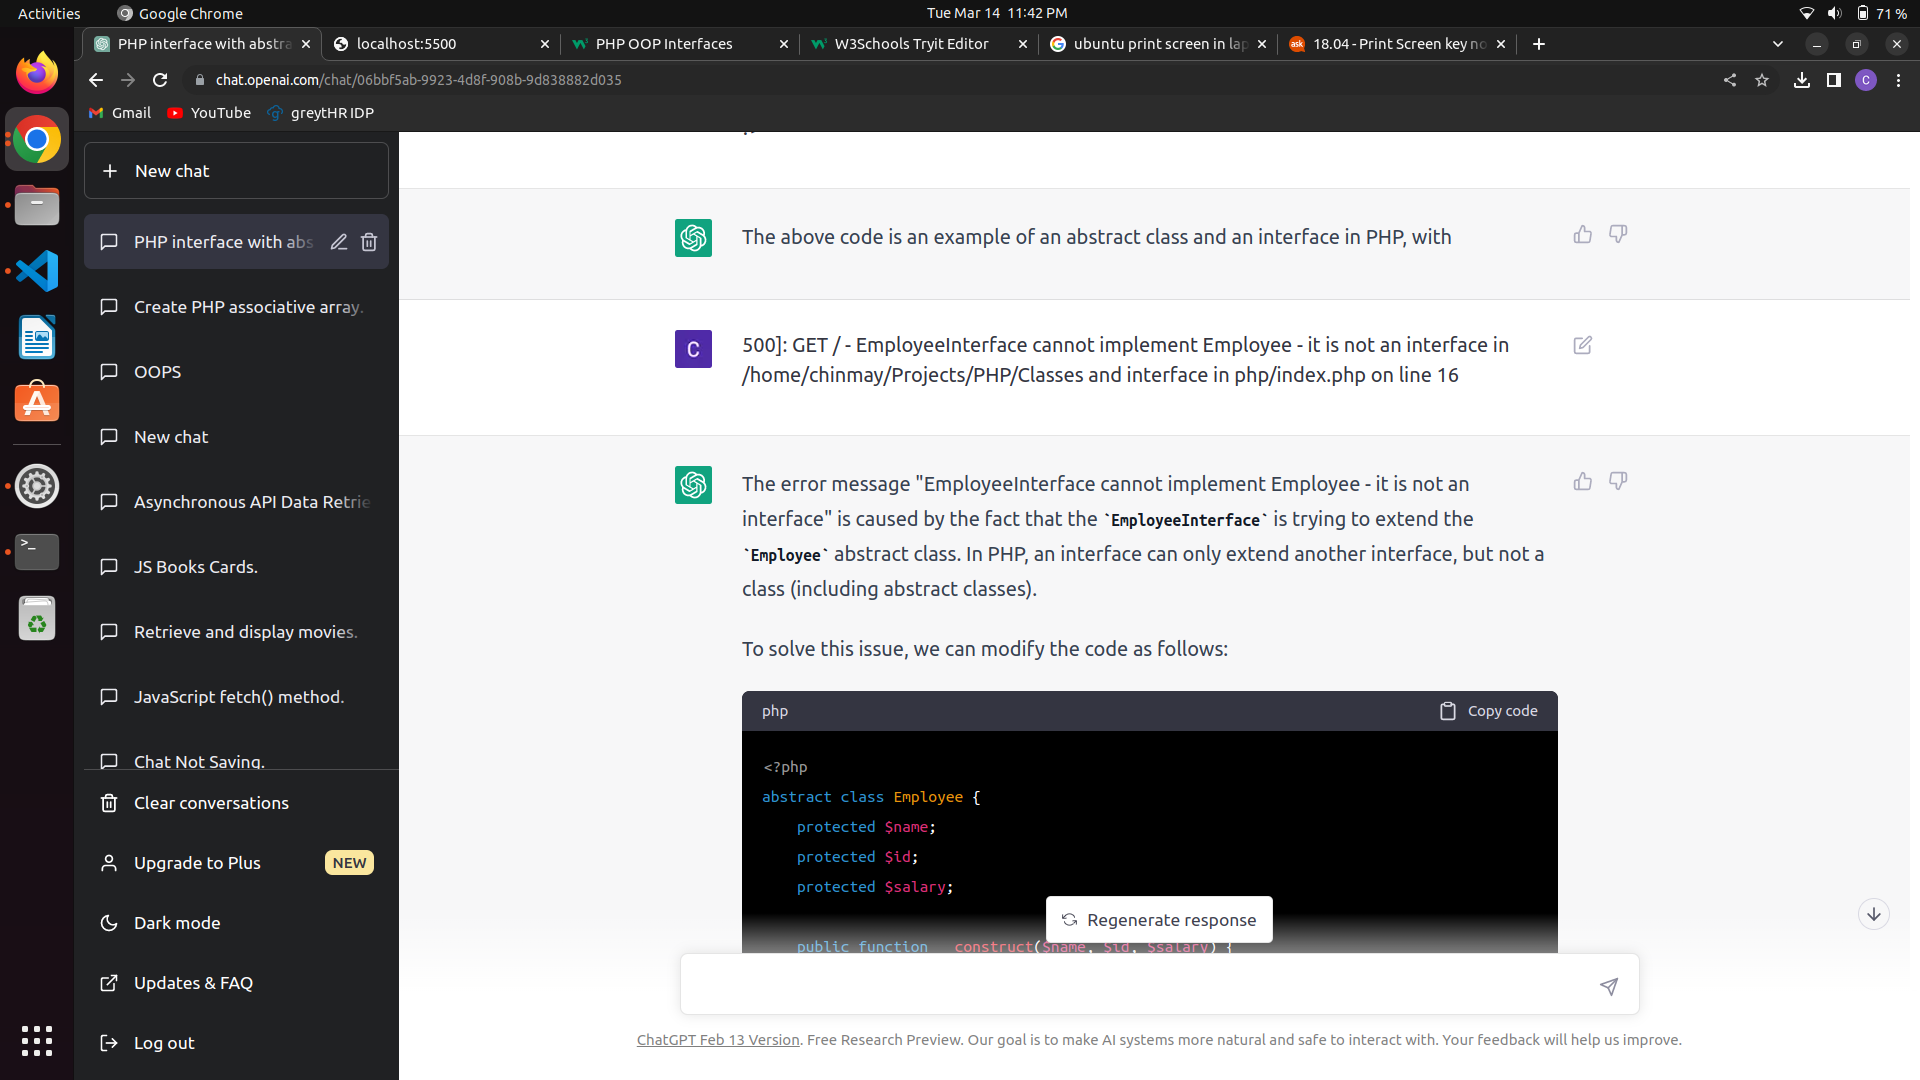 Activities
Google Chrome
Tue Mar 14 11:42 PM
71 %
PHP interface with abstra
localhost:5500
PHP OOP Interfaces
W3Schools Tryit Editor
ubuntu print screen in lap
18.04 - Print Screen key no
chat.openai.com/chat/06bbf5ab-9923-4d8f-908b-9d838882d035
C
Gmail
YouTube
greytHR IDP
New chat
PHP interface with abs
Create PHP associative array.
OOPS
New chat
Asynchronous API Data Retrie
JS Books Cards.
Retrieve and display movies.
JavaScript fetch() method.
Chat Not Saving.
Clear conversations
Upgrade to Plus
NEW
Dark mode
Updates & FAQ
Log out
The above code is an example of an abstract class and an interface in PHP, with
C
500]: GET / - EmployeeInterface cannot implement Employee - it is not an interface in
/home/chinmay/Projects/PHP/Classes and interface in php/index.php on line 16
The error message "EmployeeInterface cannot implement Employee - it is not an
interface" is caused by the fact that the `EmployeeInterface` is trying to extend the
`Employee` abstract class. In PHP, an interface can only extend another interface, but not a
class (including abstract classes).
To solve this issue, we can modify the code as follows:
php
Copy code
<?php
abstract class Employee {
protected $name;
protected $id;
protected $salary;
public function __construct($name, $id, $salary) {
Regenerate response
ChatGPT Feb 13 Version. Free Research Preview. Our goal is to make AI systems more natural and safe to interact with. Your feedback will help us improve.